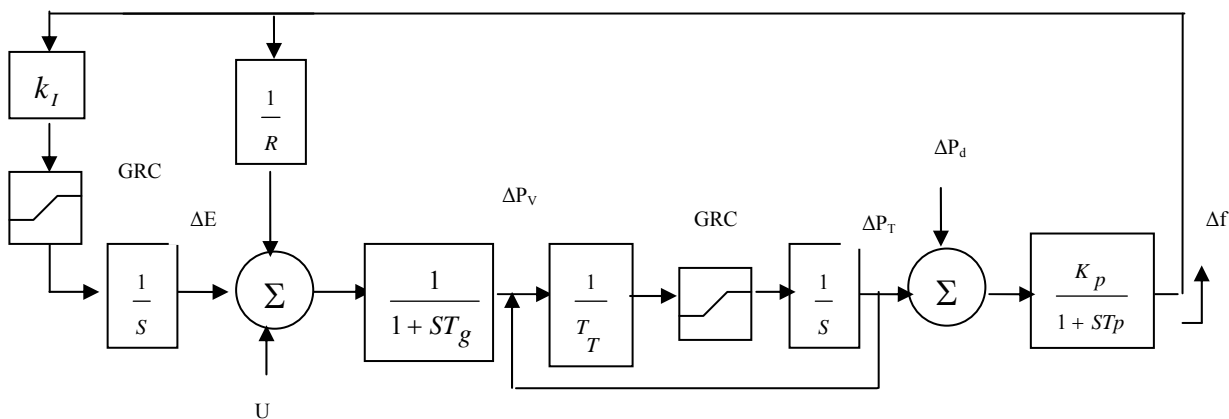 k_I
1
R
GRC
ΔE
1
S
Σ
U
1
1 + ST_g
ΔP_V
1
T_T
GRC
1
S
ΔP_T
ΔP_d
Σ
K_p
1 + STp
Δf